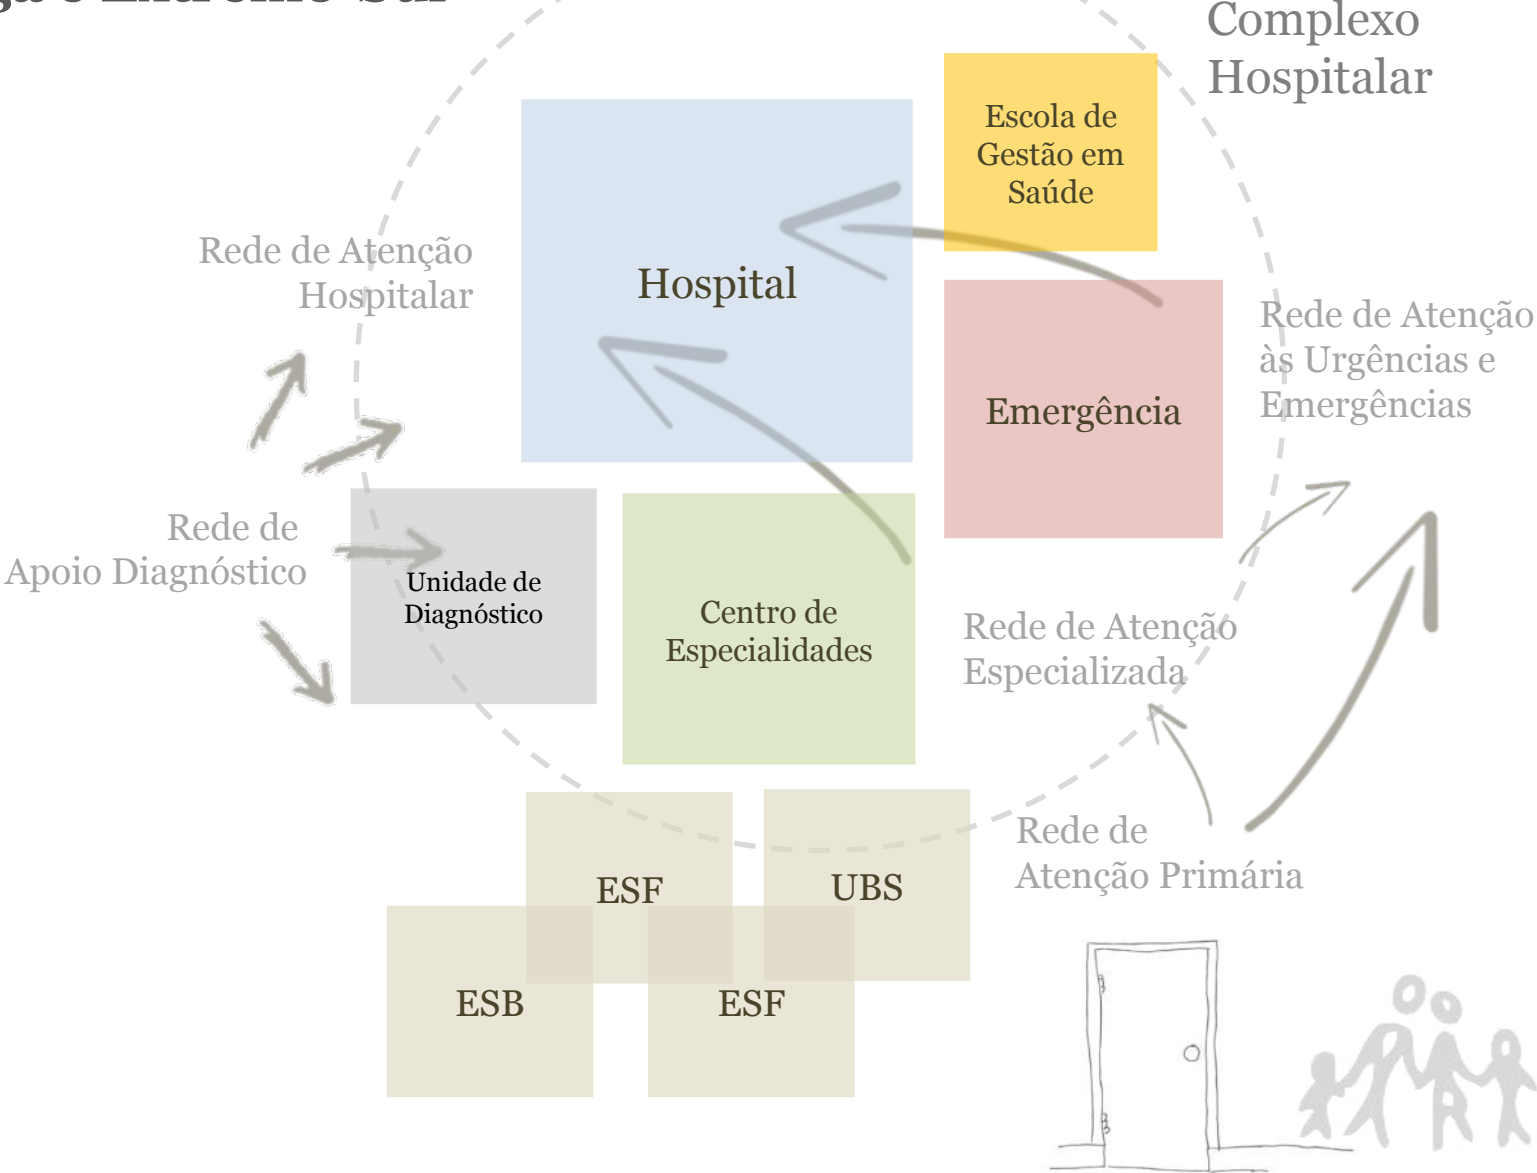 Complexo
Hospitalar
Escola de
Gestão em
Saúde
Rede de Atenção
Hospitalar
Hospital
Rede de Atenção
às Urgências e
Emergências
Emergência
Rede de
Apoio Diagnóstico
Unidade de
Diagnóstico
Centro de
Especialidades
Rede de Atenção
Especializada
Rede de
Atenção Primária
ESF
UBS
ESB
ESF